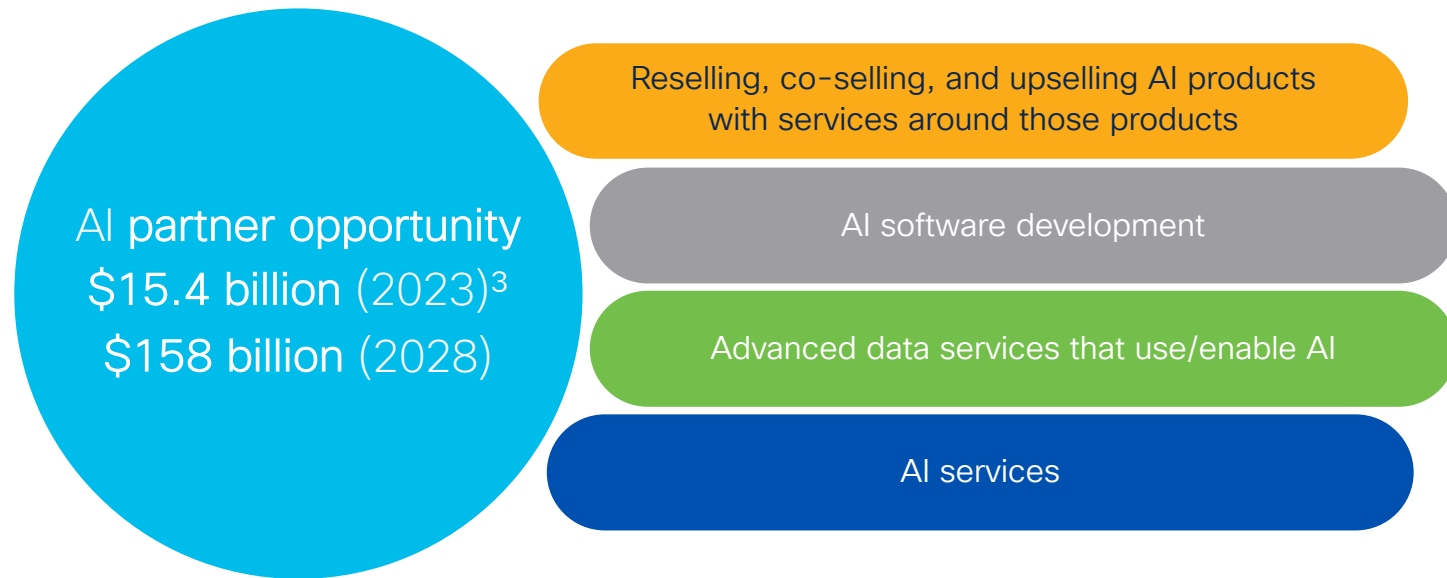 AI partner opportunity
$15.4 billion (2023)³
$158 billion (2028)
Reselling, co-selling, and upselling AI products
with services around those products
AI software development
Advanced data services that use/enable AI
AI services